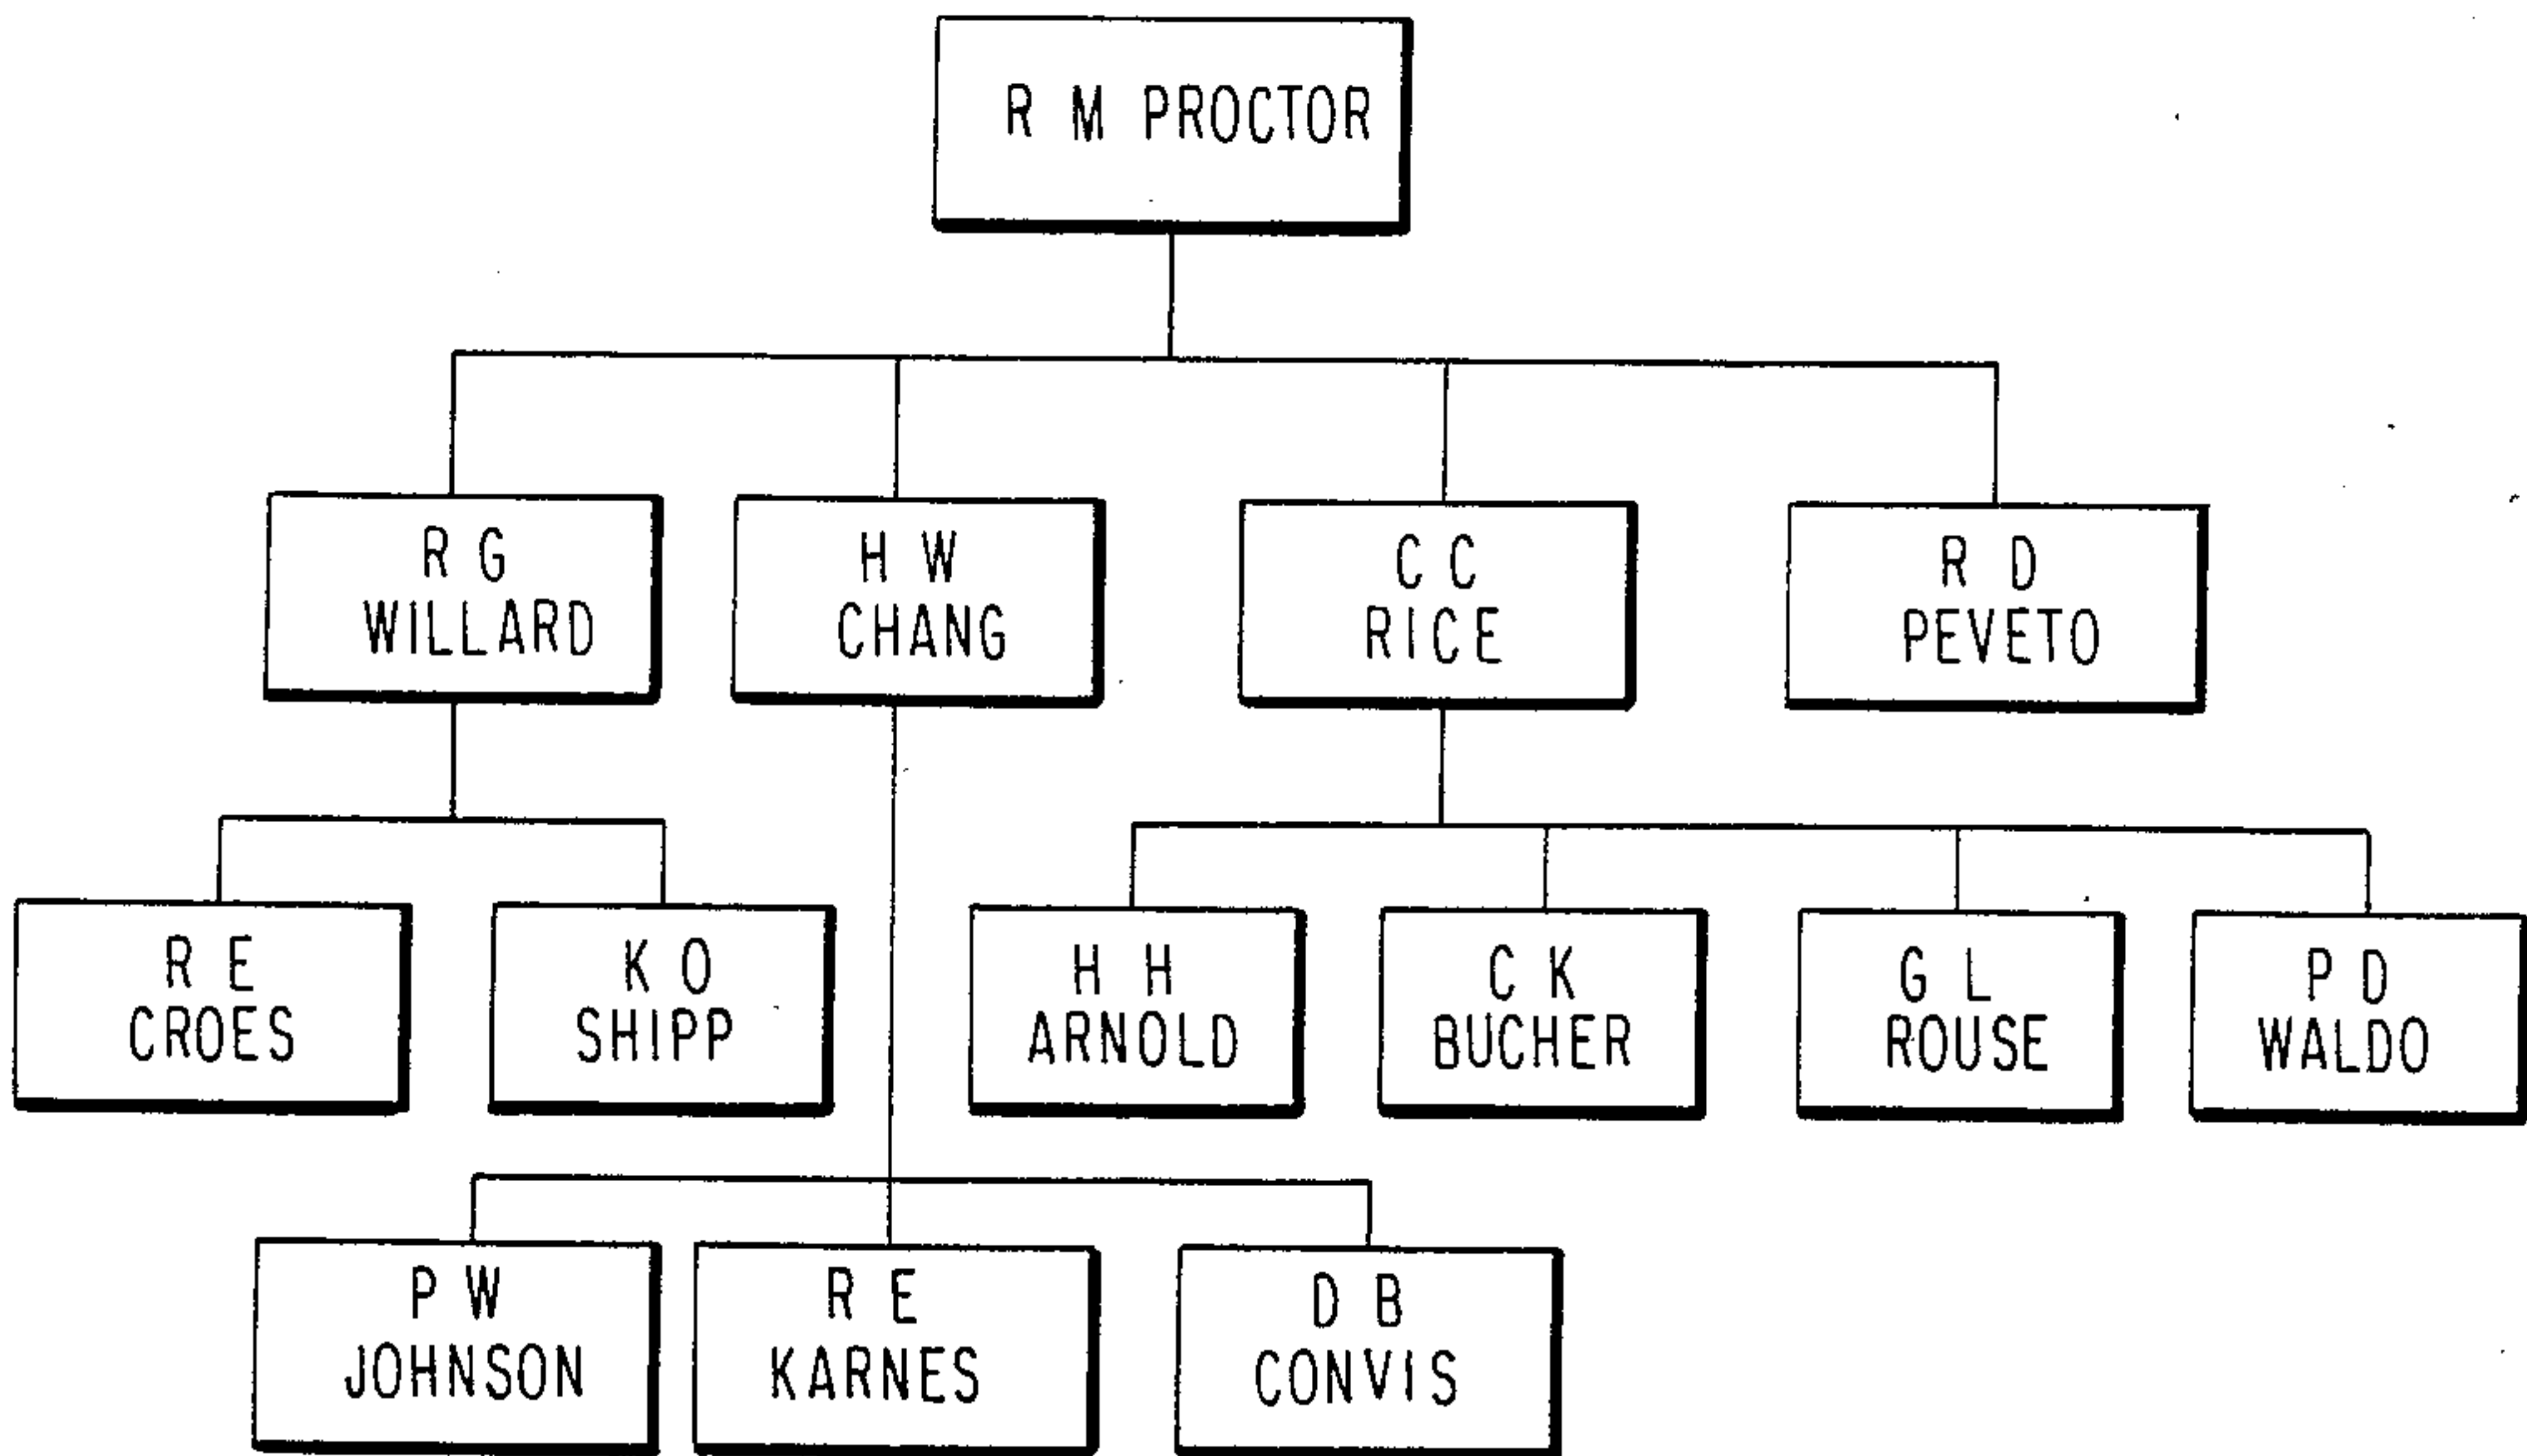 R M PROCTOR
R G
WILLARD
H W
CHANG
C C
RICE
R D
PEVETO
R E
CROES
K O
SHIPP
H H
ARNOLD
C K
BUCHER
G L
ROUSE
P D
WALDO
P W
JOHNSON
R E
KARNES
D B
CONVIS